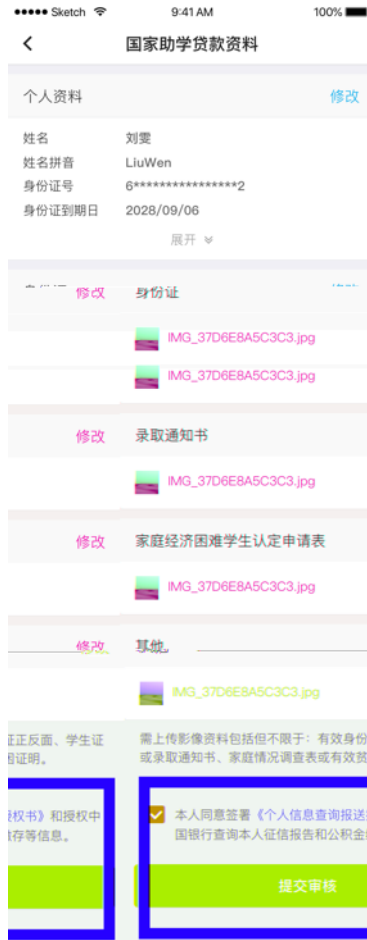 Sketch 9:41 AM 100%
国家助学贷款资料
个人资料 修改
姓名 刘雯
姓名拼音 LiuWen
身份证号 6****************2
身份证到期日 2028/09/06
展开
修改 身份证
IMG_37D6E8A5C3C3.jpg
IMG_37D6E8A5C3C3.jpg
修改 录取通知书
IMG_37D6E8A5C3C3.jpg
修改 家庭经济困难学生认定申请表
IMG_37D6E8A5C3C3.jpg
修改 其他
IMG_37D6E8A5C3C3.jpg
正反面、学生证 需上传影像资料包括但不限于：有效身份
证明。 或录取通知书、家庭情况调查表或有效贫
权书》和授权中 本人同意签署《个人信息查询报送
存等信息。 国银行查询本人征信报告和公积金
提交审核